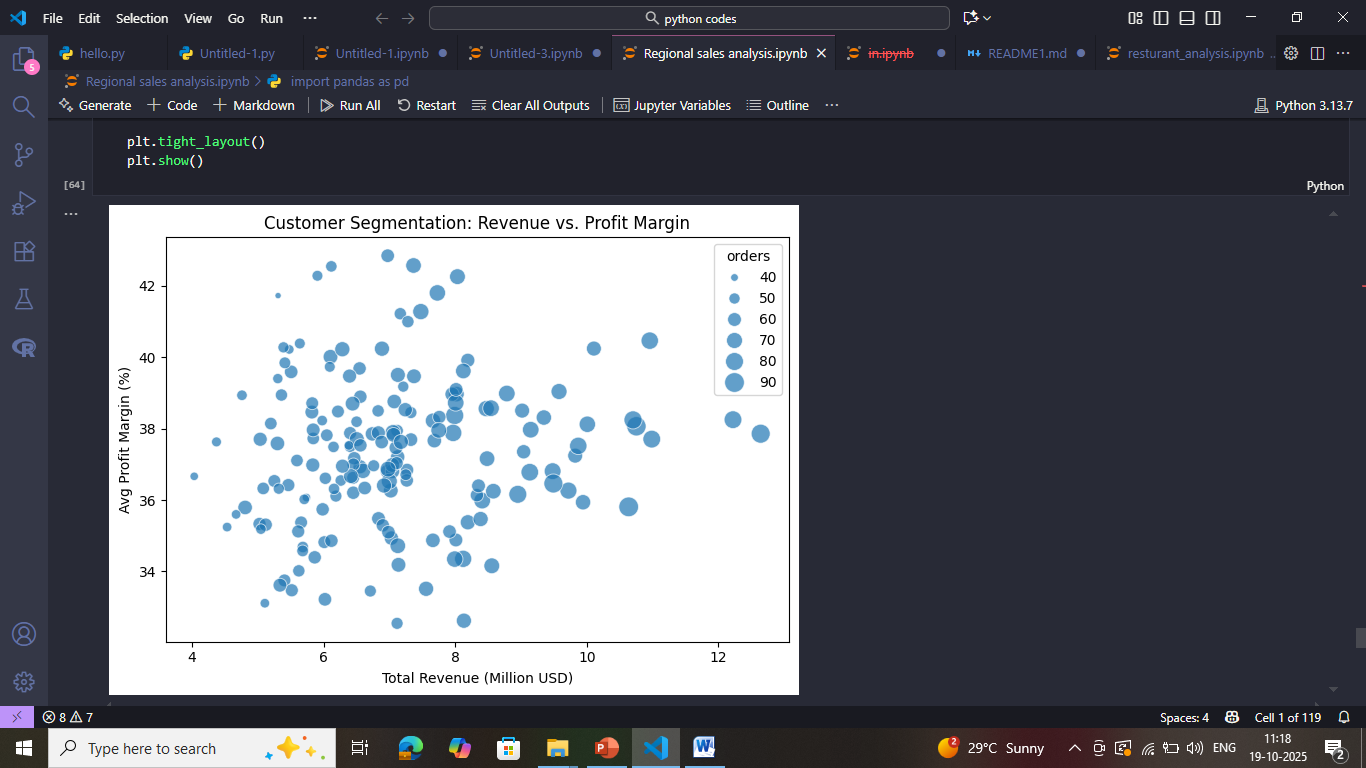 File Edit Selection View Go Run ··· python codes
5
hello.py Untitled-1.py Untitled-1.ipynb Untitled-3.ipynb Regional sales analysis.ipynb in.ipynb README1.md resturant_analysis.ipynb ...
Regional sales analysis.ipynb > import pandas as pd
Generate + Code + Markdown Run All Restart Clear All Outputs Jupyter Variables Outline ··· Python 3.13.7
plt.tight_layout()
plt.show()
[64]
Python
...
Customer Segmentation: Revenue vs. Profit Margin
orders
40
50
60
70
80
90
42
40
38
36
34
Avg Profit Margin (%)
4 6 8 10 12
Total Revenue (Million USD)
8 7 Spaces: 4 Cell 1 of 119
Type here to search 2 29°C Sunny ENG 11:18
19-10-2025
2